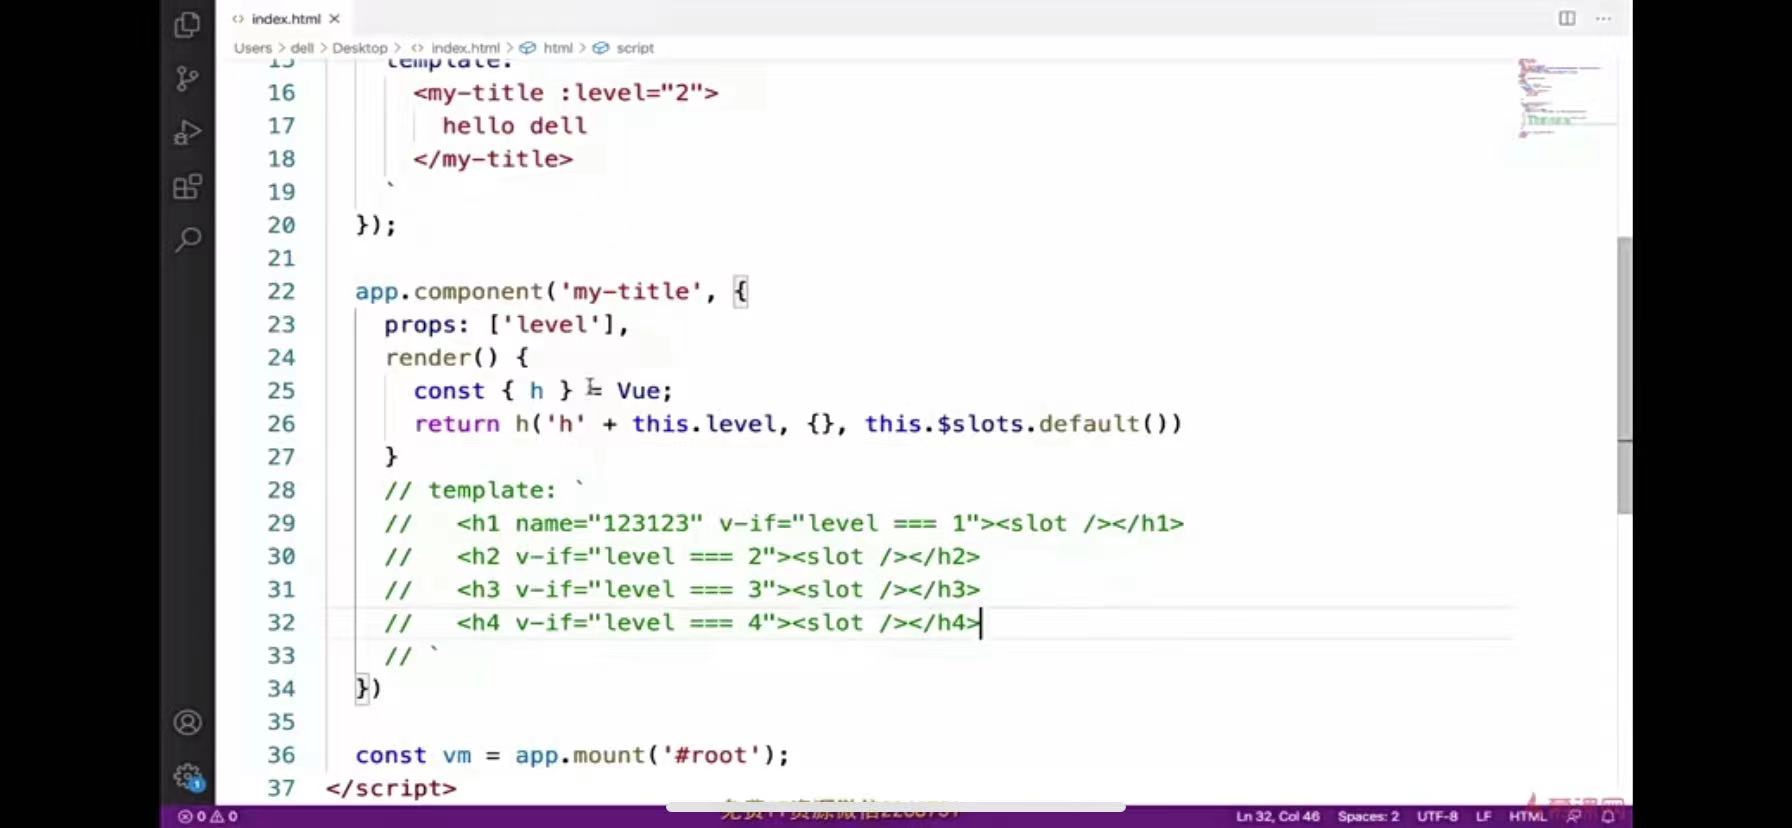 index.html
Users > dell > Desktop > index.html > html > script
15 template:
16 <my-title :level="2">
17 hello dell
18 </my-title>
19 `
20 });
21
22 app.component('my-title', {
23 props: ['level'],
24 render() {
25 const { h } = Vue;
26 return h('h' + this.level, {}, this.$slots.default())
27 }
28 // template: `
29 // <h1 name="123123" v-if="level === 1"><slot /></h1>
30 // <h2 v-if="level === 2"><slot /></h2>
31 // <h3 v-if="level === 3"><slot /></h3>
32 // <h4 v-if="level === 4"><slot /></h4>
33 // `
34 })
35
36 const vm = app.mount('#root');
37 </script>
1
0 0 Ln 32, Col 46 Spaces: 2 UTF-8 LF HTML